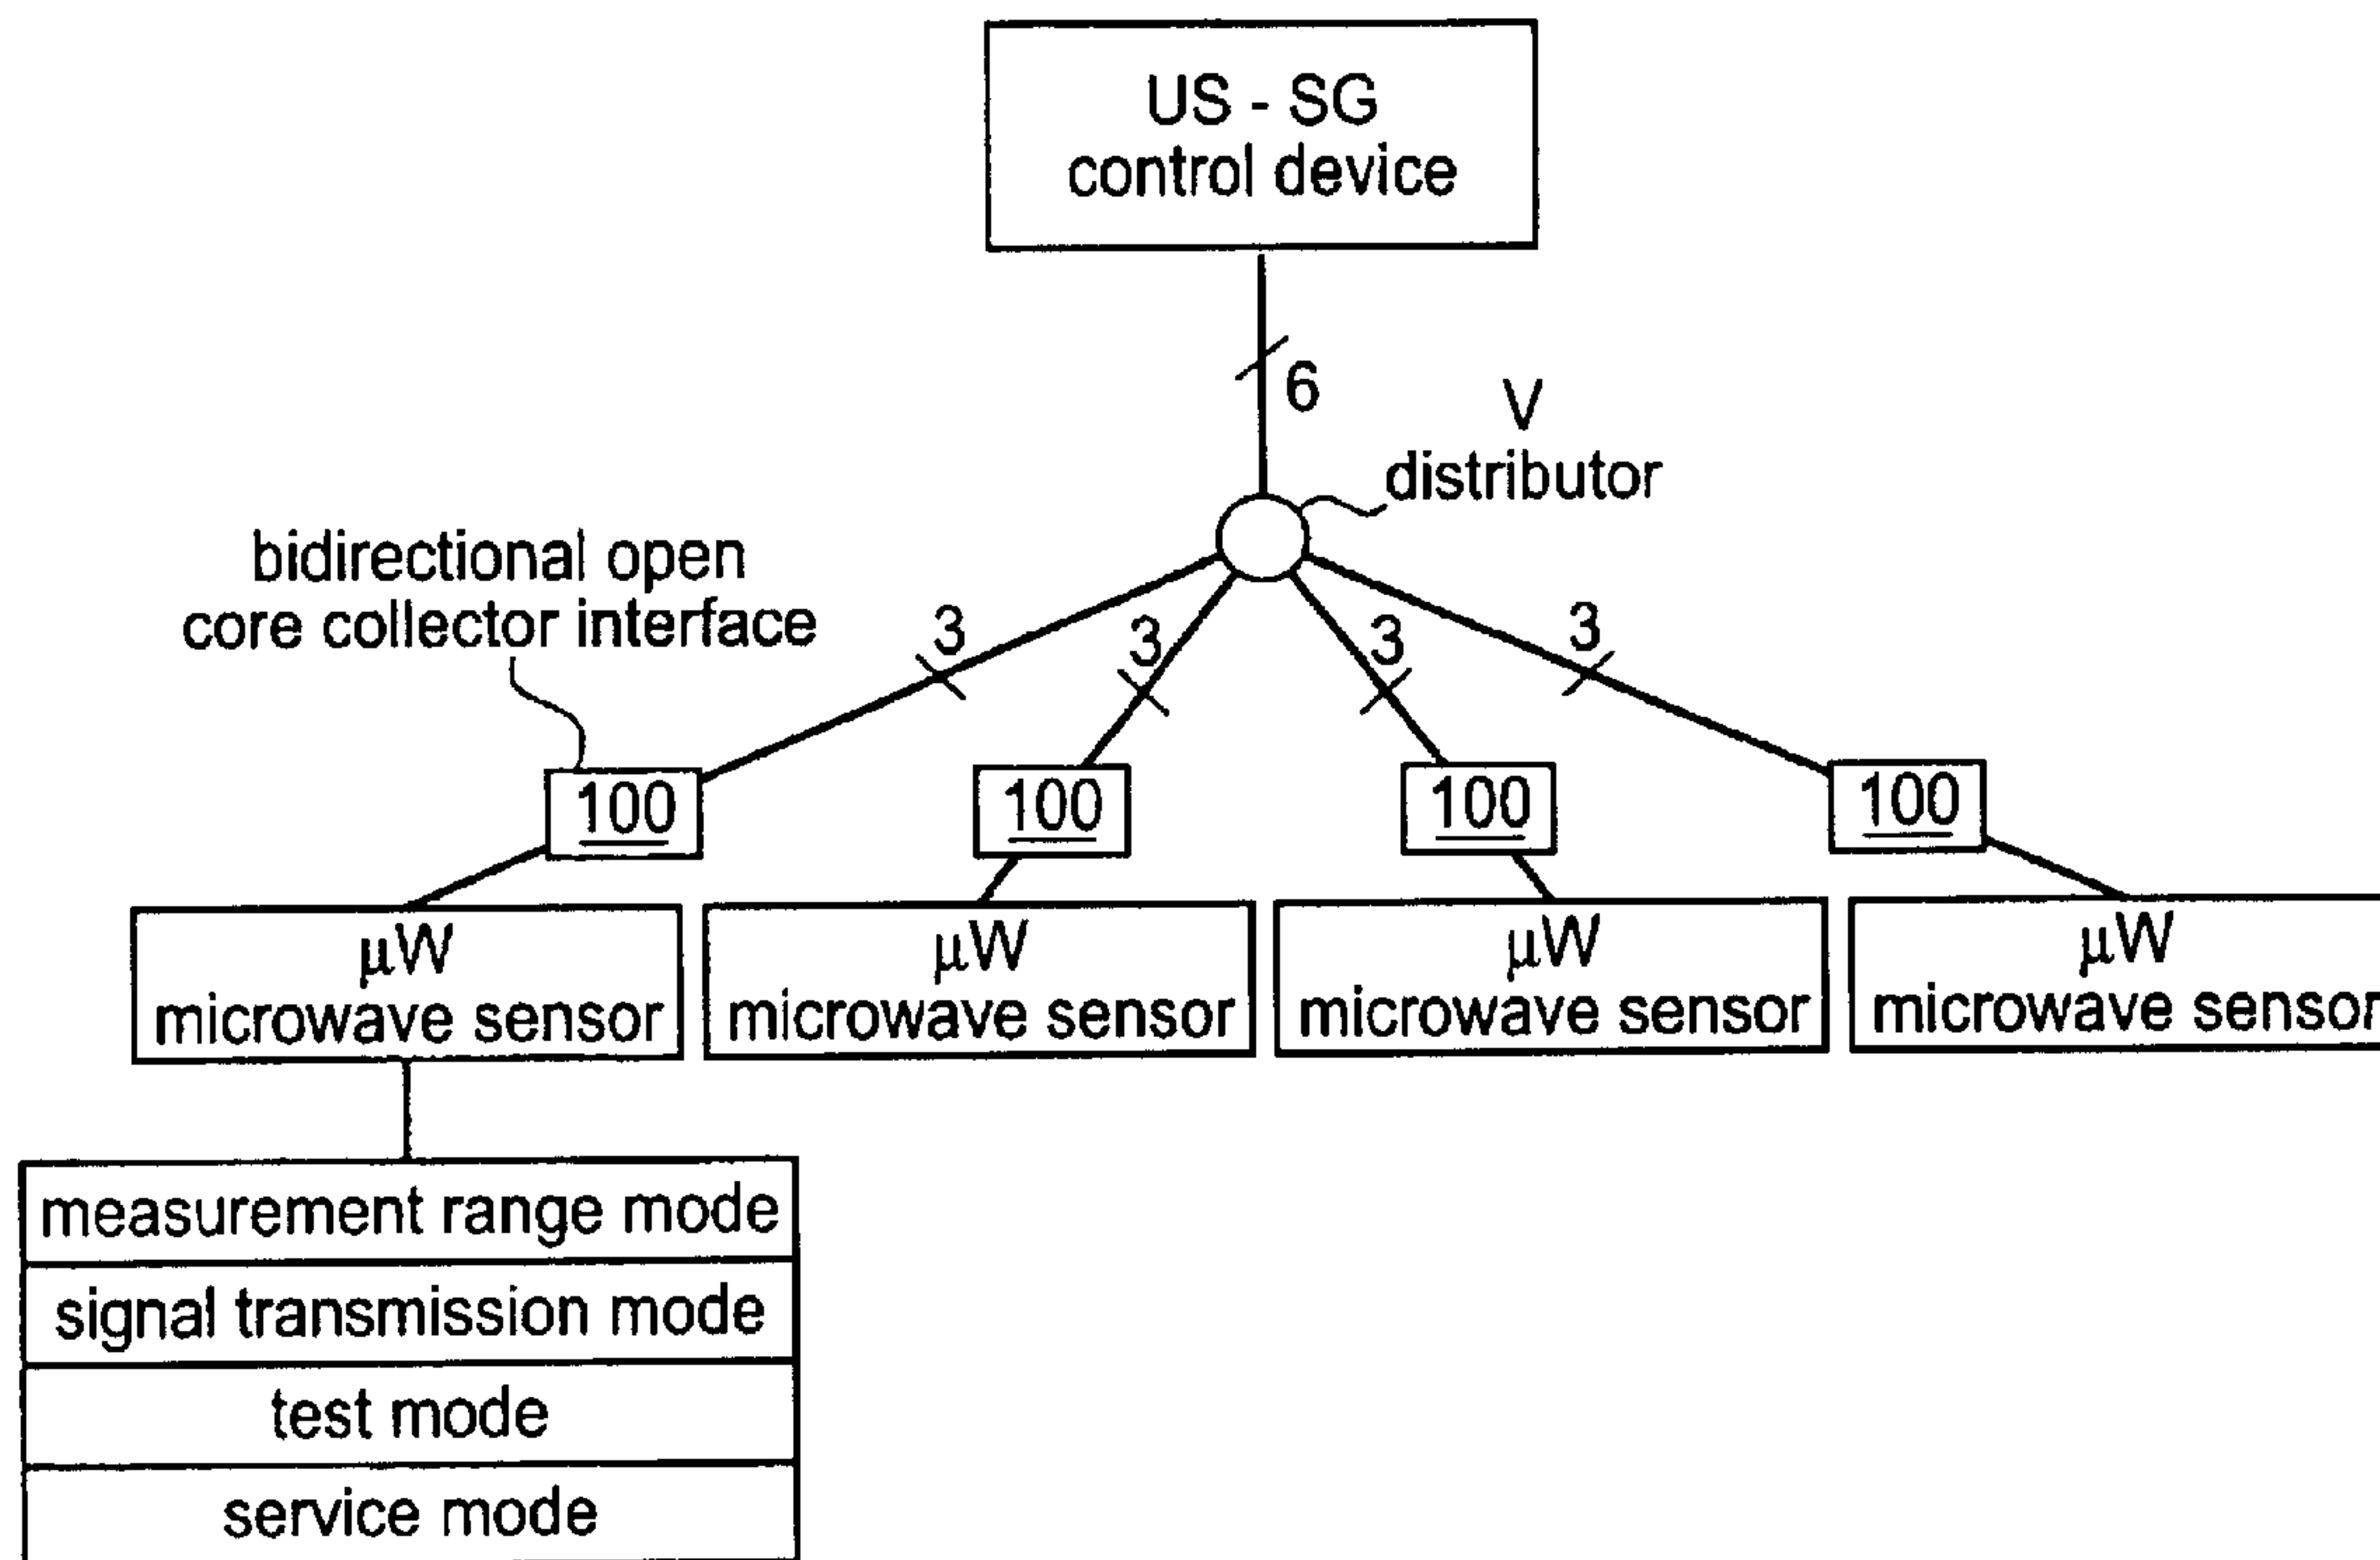 US - SG
control device
6
V
distributor
bidirectional open
core collector interface
3
3
3
3
100
100
100
100
µW
microwave sensor
µW
microwave sensor
µW
microwave sensor
µW
microwave sensor
measurement range mode
signal transmission mode
test mode
service mode